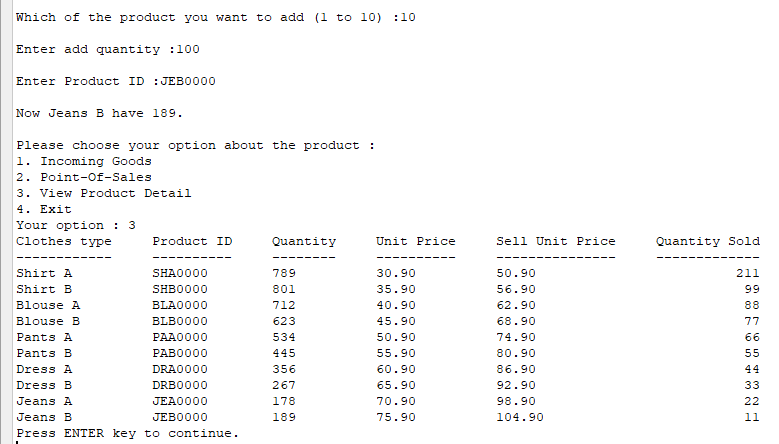 Which of the product you want to add (1 to 10) :10
Enter add quantity :100
Enter Product ID :JEB0000
Now Jeans B have 189.
Please choose your option about the product :
1. Incoming Goods
2. Point-Of-Sales
3. View Product Detail
4. Exit
Your option : 3
Clothes type Product ID Quantity Unit Price Sell Unit Price Quantity Sold
------------ ---------- -------- ---------- --------------- -------------
Shirt A SHA0000 789 30.90 50.90 211
Shirt B SHB0000 801 35.90 56.90 99
Blouse A BLA0000 712 40.90 62.90 88
Blouse B BLB0000 623 45.90 68.90 77
Pants A PAA0000 534 50.90 74.90 66
Pants B PAB0000 445 55.90 80.90 55
Dress A DRA0000 356 60.90 86.90 44
Dress B DRB0000 267 65.90 92.90 33
Jeans A JEA0000 178 70.90 98.90 22
Jeans B JEB0000 189 75.90 104.90 11
Press ENTER key to continue.